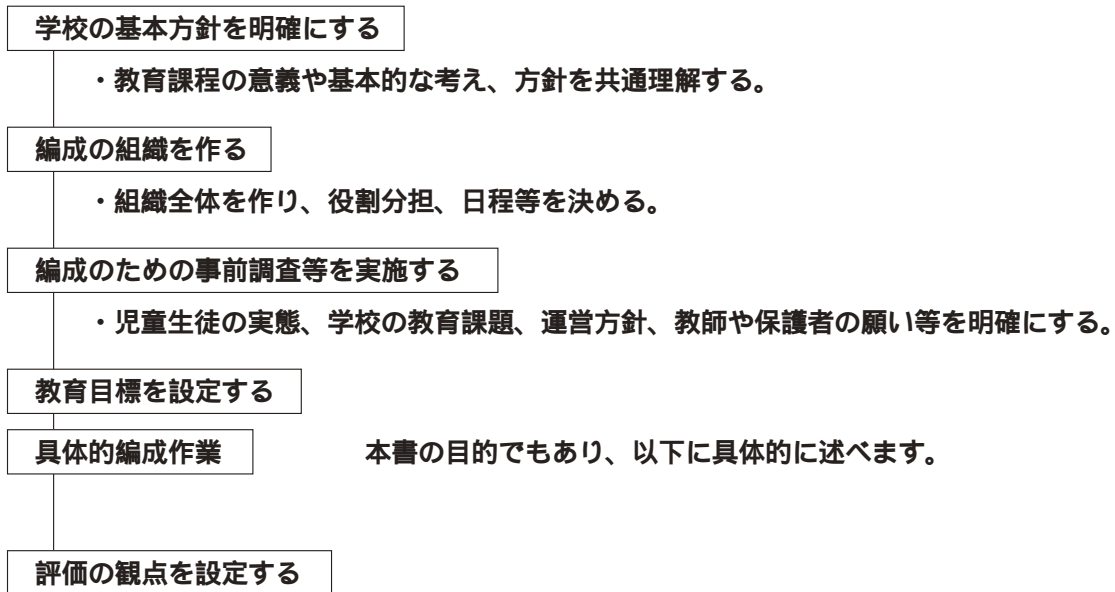 学校の基本方針を明確にする
・教育課程の意義や基本的な考え、方針を共通理解する。
編成の組織を作る
・組織全体を作り、役割分担、日程等を決める。
編成のための事前調査等を実施する
・児童生徒の実態、学校の教育課題、運営方針、教師や保護者の願い等を明確にする。
教育目標を設定する
具体的編成作業　　本書の目的でもあり、以下に具体的に述べます。
評価の観点を設定する